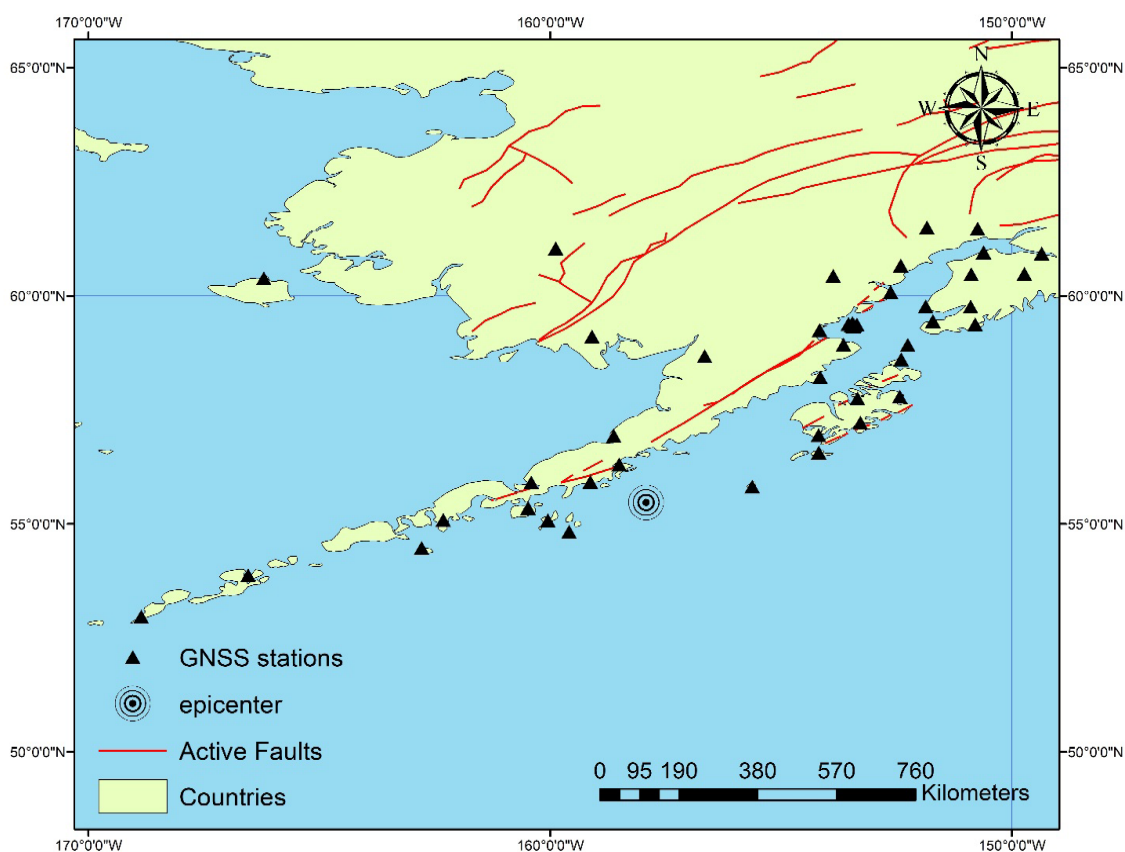 170°0'0"W 160°0'0"W 150°0'0"W
65°0'0"N 65°0'0"N
N
W E
S
60°0'0"N 60°0'0"N
55°0'0"N 55°0'0"N
GNSS stations
epicenter
50°0'0"N Active Faults 50°0'0"N
0 95 190 380 570 760
Countries Kilometers
170°0'0"W 160°0'0"W 150°0'0"W